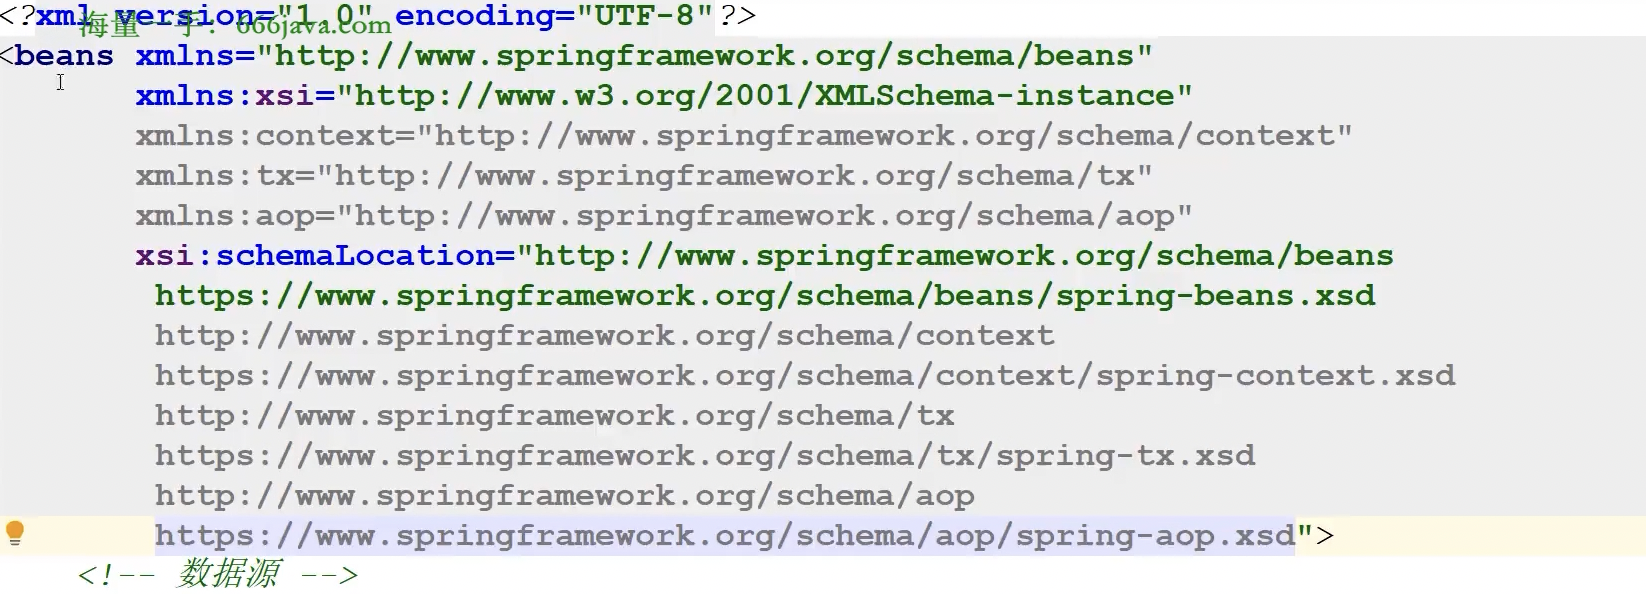 <?xml version="1.0" encoding="UTF-8"?>
海量一手：666java.com
<beans xmlns="http://www.springframework.org/schema/beans"
xmlns:xsi="http://www.w3.org/2001/XMLSchema-instance"
xmlns:context="http://www.springframework.org/schema/context"
xmlns:tx="http://www.springframework.org/schema/tx"
xmlns:aop="http://www.springframework.org/schema/aop"
xsi:schemaLocation="http://www.springframework.org/schema/beans
https://www.springframework.org/schema/beans/spring-beans.xsd
http://www.springframework.org/schema/context
https://www.springframework.org/schema/context/spring-context.xsd
http://www.springframework.org/schema/tx
https://www.springframework.org/schema/tx/spring-tx.xsd
http://www.springframework.org/schema/aop
https://www.springframework.org/schema/aop/spring-aop.xsd">
<!-- 数据源 -->